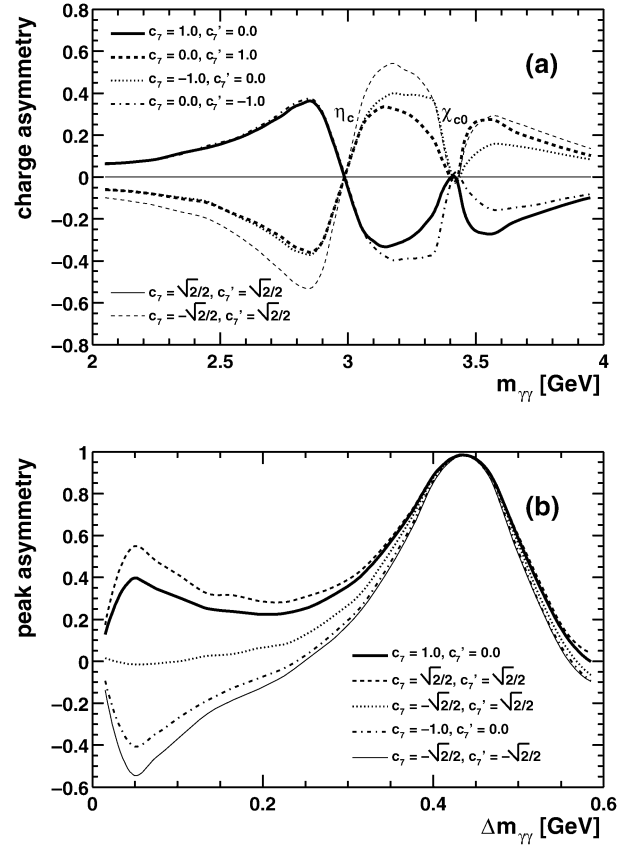 charge asymmetry
0.8
0.6
0.4
0.2
0
−0.2
−0.4
−0.6
−0.8
c₇ = 1.0, c₇' = 0.0
c₇ = 0.0, c₇' = 1.0
c₇ = −1.0, c₇' = 0.0
c₇ = 0.0, c₇' = −1.0
(a)
η_c
χ_c0
c₇ = √2/2, c₇' = √2/2
c₇ = −√2/2, c₇' = √2/2
2 2.5 3 3.5 4
m_γγ [GeV]
peak asymmetry
1
0.8
0.6
0.4
0.2
0
−0.2
−0.4
−0.6
(b)
c₇ = 1.0, c₇' = 0.0
c₇ = √2/2, c₇' = √2/2
c₇ = −√2/2, c₇' = √2/2
c₇ = −1.0, c₇' = 0.0
c₇ = −√2/2, c₇' = −√2/2
0 0.2 0.4 0.6
Δm_γγ [GeV]